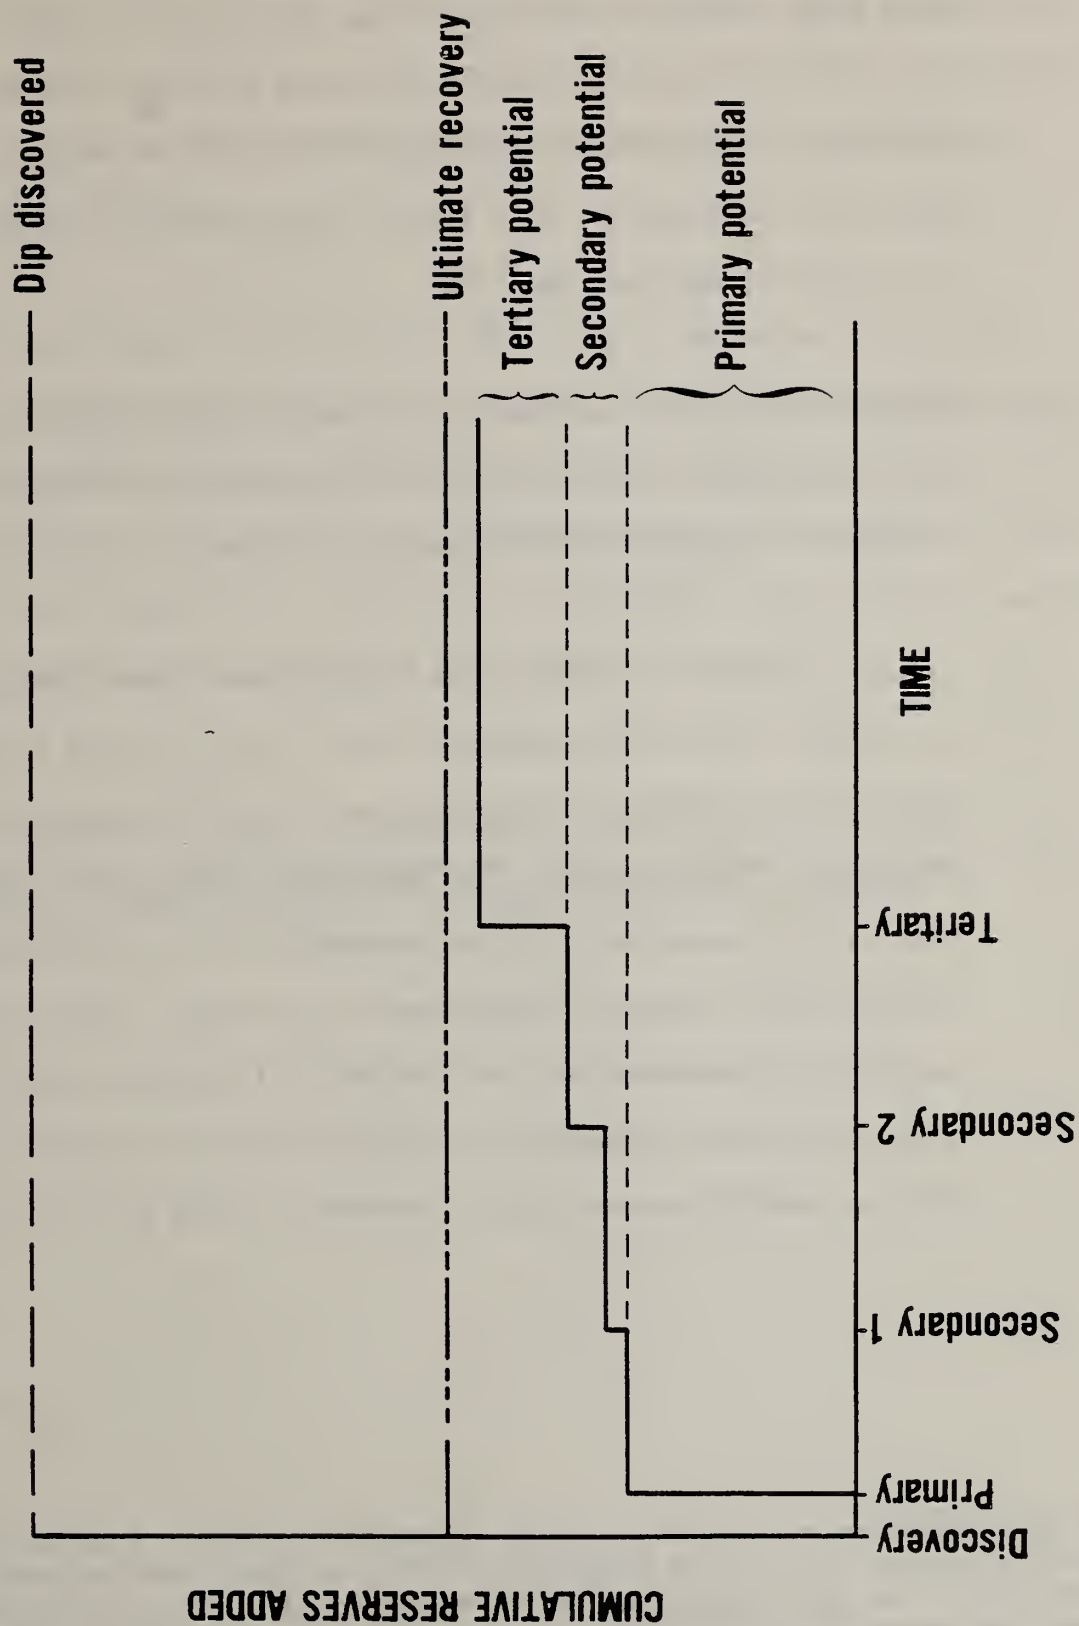 Dip discovered
Ultimate recovery
Tertiary potential
Secondary potential
Primary potential
CUMULATIVE RESERVES ADDED
Discovery
Primary
Secondary 1
Secondary 2
Teritary
TIME